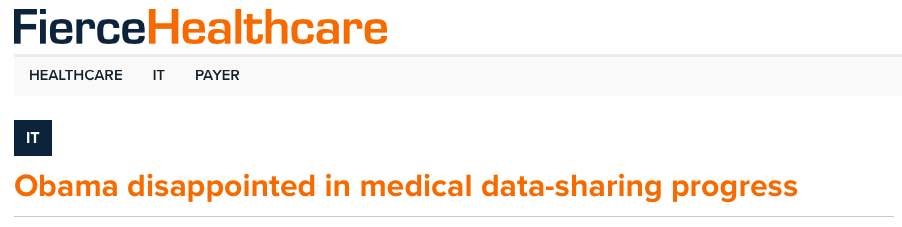 FierceHealthcare
HEALTHCARE IT PAYER
IT
Obama disappointed in medical data-sharing progress